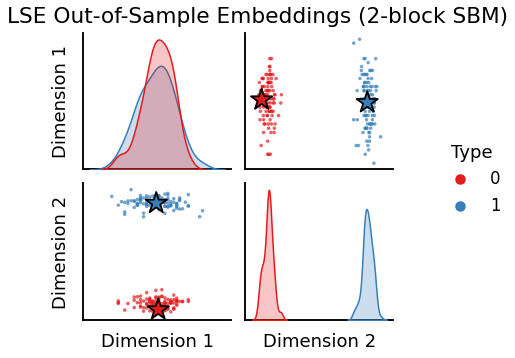 LSE Out-of-Sample Embeddings (2-block SBM)
Dimension 1
Type
0
1
Dimension 2
Dimension 1
Dimension 2